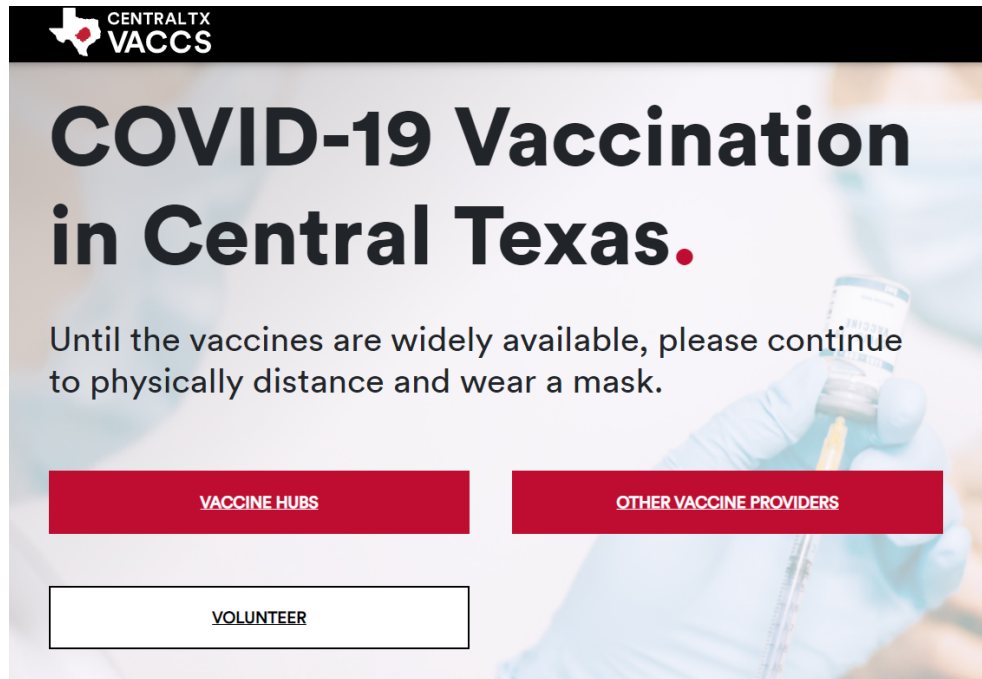 CENTRALTX
VACCS
COVID-19 Vaccination
in Central Texas.
Until the vaccines are widely available, please continue
to physically distance and wear a mask.
VACCINE HUBS
OTHER VACCINE PROVIDERS
VOLUNTEER
VACCINE